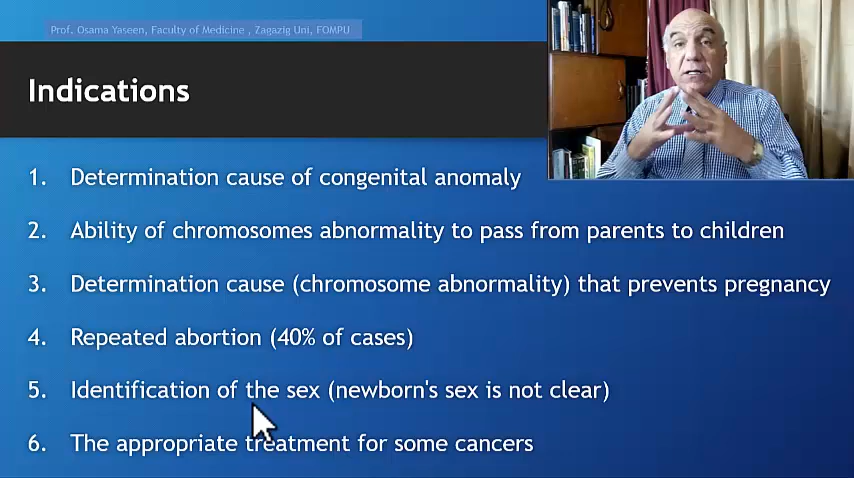 Prof. Osama Yaseen, Faculty of Medicine , Zagazig Uni, FOMPU
Indications
1. Determination cause of congenital anomaly
2. Ability of chromosomes abnormality to pass from parents to children
3. Determination cause (chromosome abnormality) that prevents pregnancy
4. Repeated abortion (40% of cases)
5. Identification of the sex (newborn's sex is not clear)
6. The appropriate treatment for some cancers